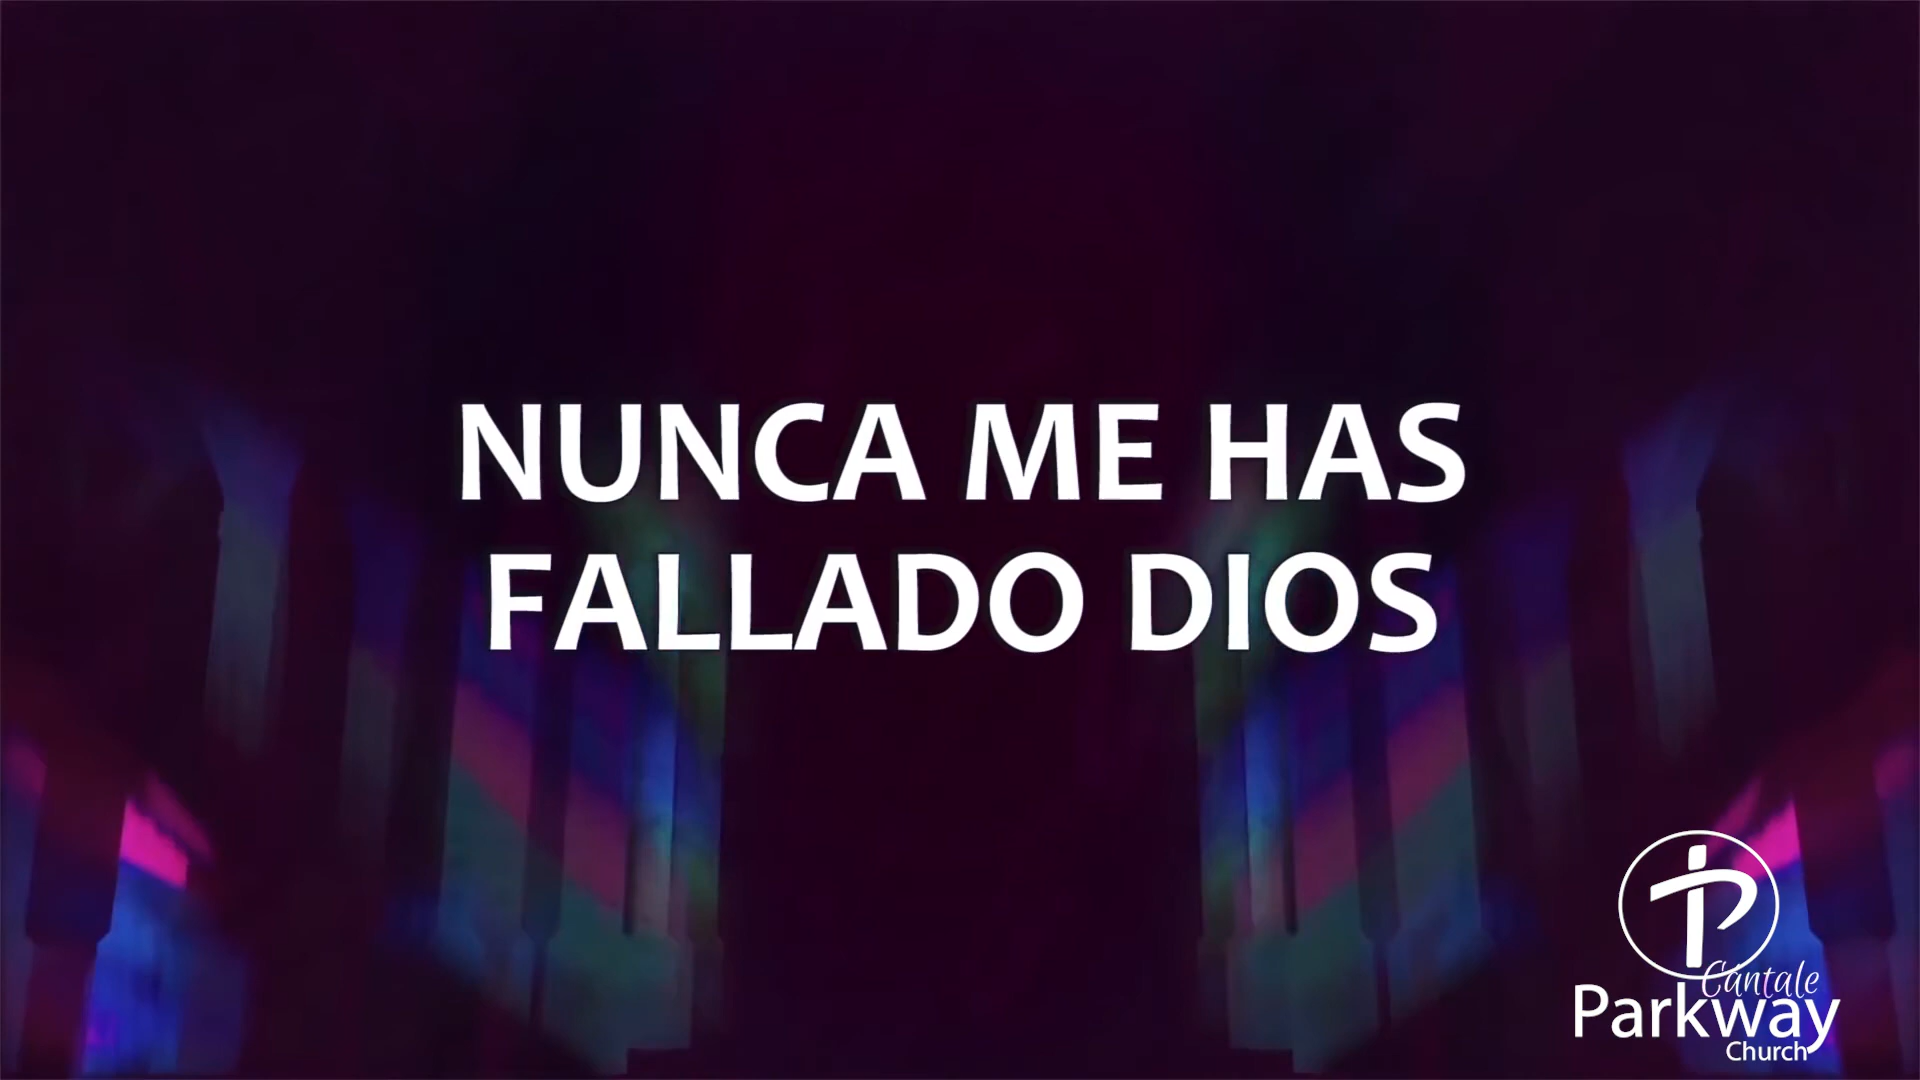 NUNCA ME HAS
FALLADO DIOS
Cántale
Parkway
Church